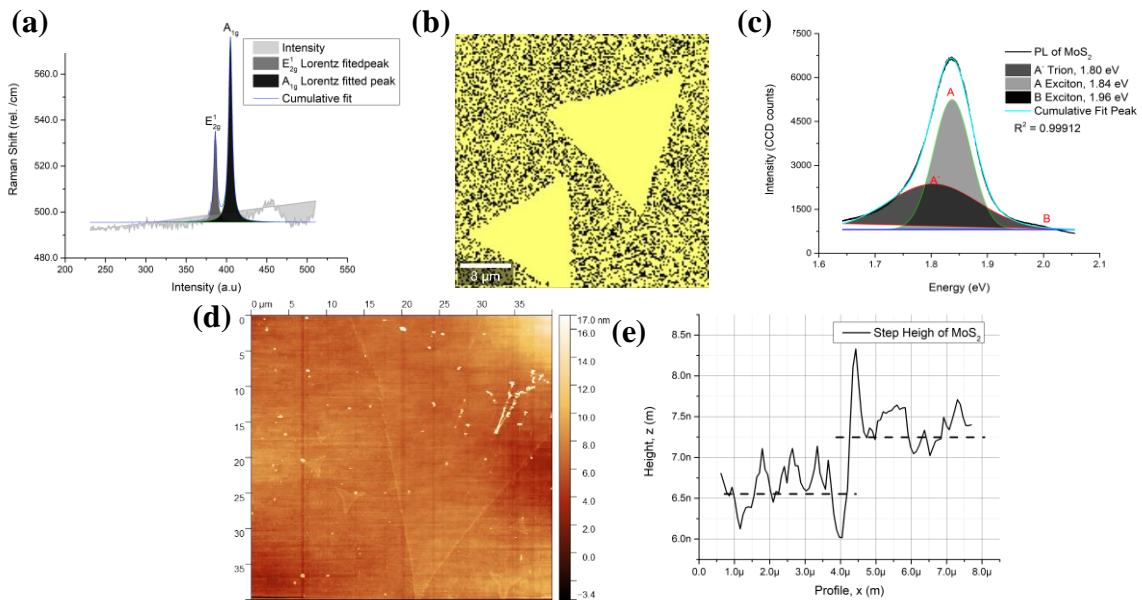 (a)
A1g
E¹2g
Intensity
E¹2g Lorentz fitedpeak
A1g Lorentz fitted peak
Cumulative fit
Raman Shift (rel. /cm)
560.0
540.0
520.0
500.0
480.0
200 250 300 350 400 450 500 550
Intensity (a.u)
(b)
8 μm
(c)
7500
6000
4500
3000
1500
0
Intensity (CCD counts)
PL of MoS2
A⁻ Trion, 1.80 eV
A Exciton, 1.84 eV
B Exciton, 1.96 eV
Cumulative Fit Peak
R² = 0.99912
A
A⁻
B
1.6 1.7 1.8 1.9 2.0 2.1
Energy (eV)
(d)
0 μm 5 10 15 20 25 30 35
0
5
10
15
20
25
30
35
17.0 nm
16.0
14.0
12.0
10.0
8.0
6.0
4.0
2.0
0.0
-3.4
(e)
8.5n
8.0n
7.5n
7.0n
6.5n
6.0n
Height, z (m)
Step Heigh of MoS2
0.0 1.0μ 2.0μ 3.0μ 4.0μ 5.0μ 6.0μ 7.0μ 8.0μ
Profile, x (m)